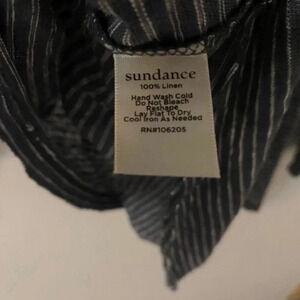 sundance
100% Linen
Hand Wash Cold
Do Not Bleach
Reshape
Lay Flat To Dry
Cool Iron As Needed
RN#106205